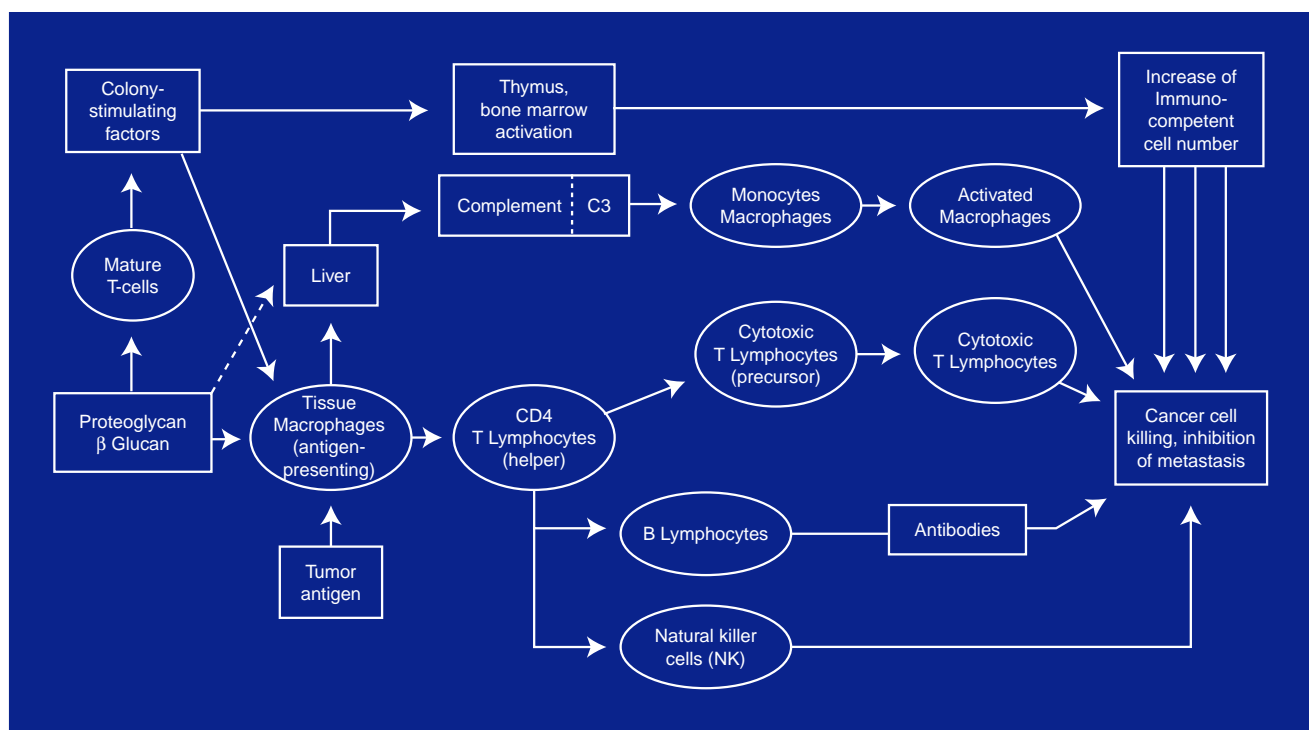 Colony-
stimulating
factors
Thymus,
bone marrow
activation
Increase of
Immuno-
competent
cell number
Complement
C3
Monocytes
Macrophages
Activated
Macrophages
Mature
T-cells
Liver
Cytotoxic
T Lymphocytes
(precursor)
Cytotoxic
T Lymphocytes
Proteoglycan
β Glucan
Tissue
Macrophages
(antigen-
presenting)
CD4
T Lymphocytes
(helper)
Cancer cell
killing, inhibition
of metastasis
B Lymphocytes
Antibodies
Tumor
antigen
Natural killer
cells (NK)